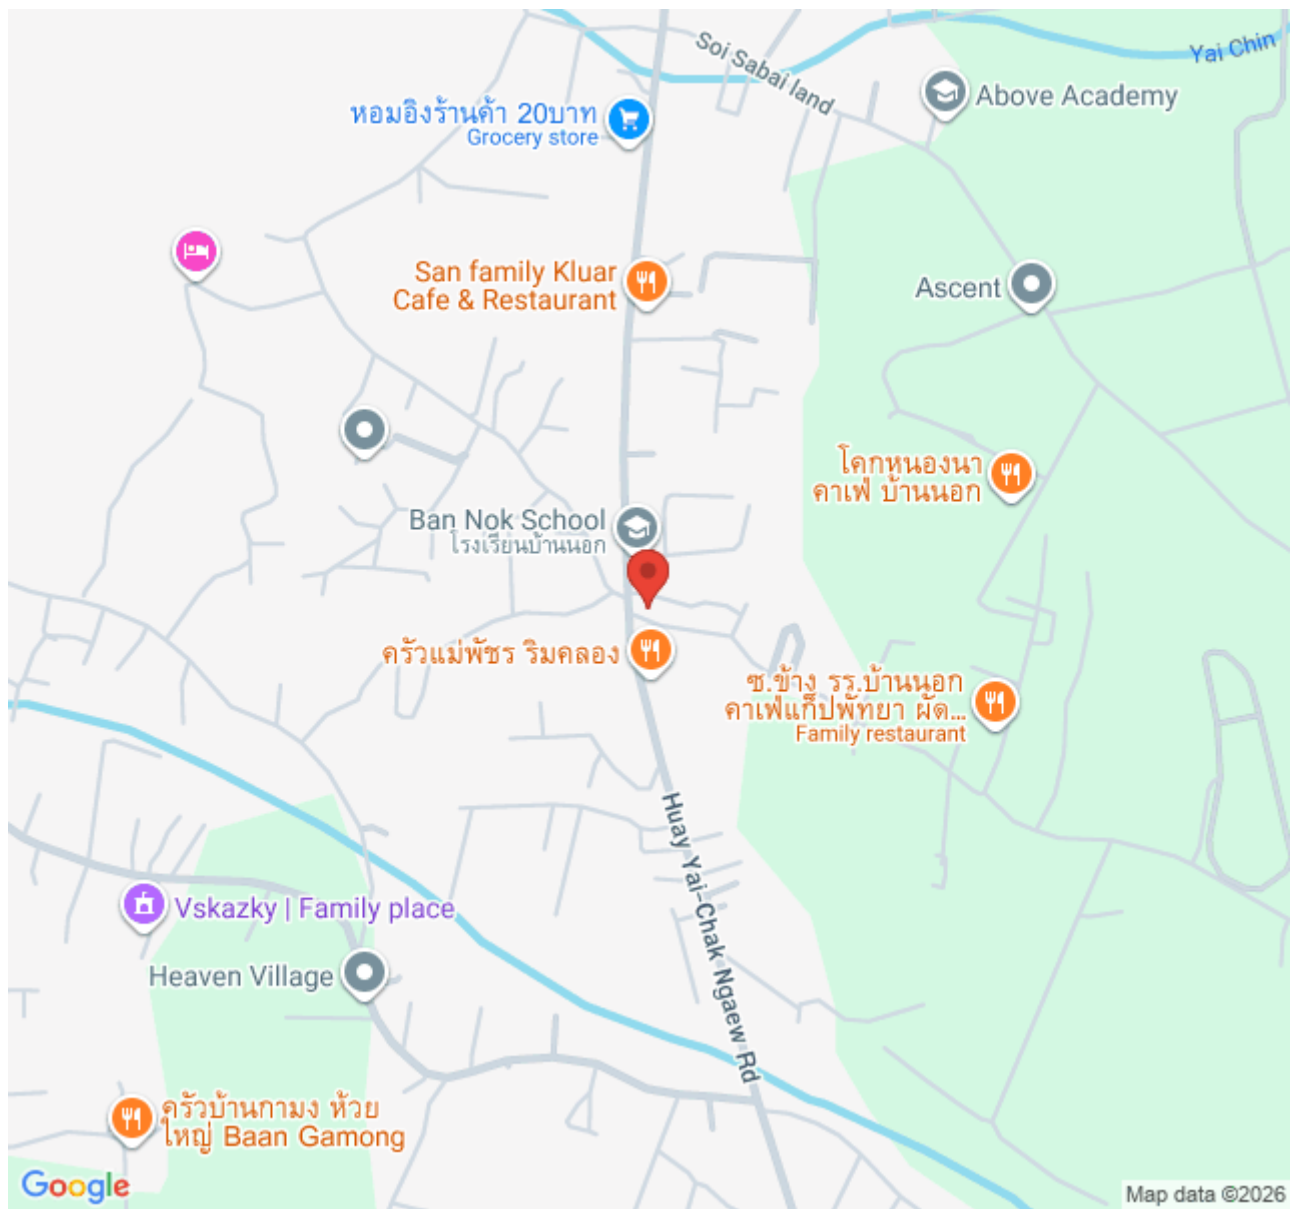 Soi Sabai land
Yai Chin
Above Academy
หอมอิงร้านค้า 20บาท
Grocery store
San family Kluar
Cafe & Restaurant
Ascent
โคกหนองนา
คาเฟ่ บ้านนอก
Ban Nok School
โรงเรียนบ้านนอก
ครัวแม่พัชร ริมคลอง
ซ.ข้าง รร.บ้านนอก
คาเฟ่แก็ปพัทยา ผัด...
Family restaurant
Huay Yai-Chak Ngaew Rd
Vskazky | Family place
Heaven Village
ครัวบ้านกามง ห้วย
ใหญ่ Baan Gamong
Google
Map data ©2026